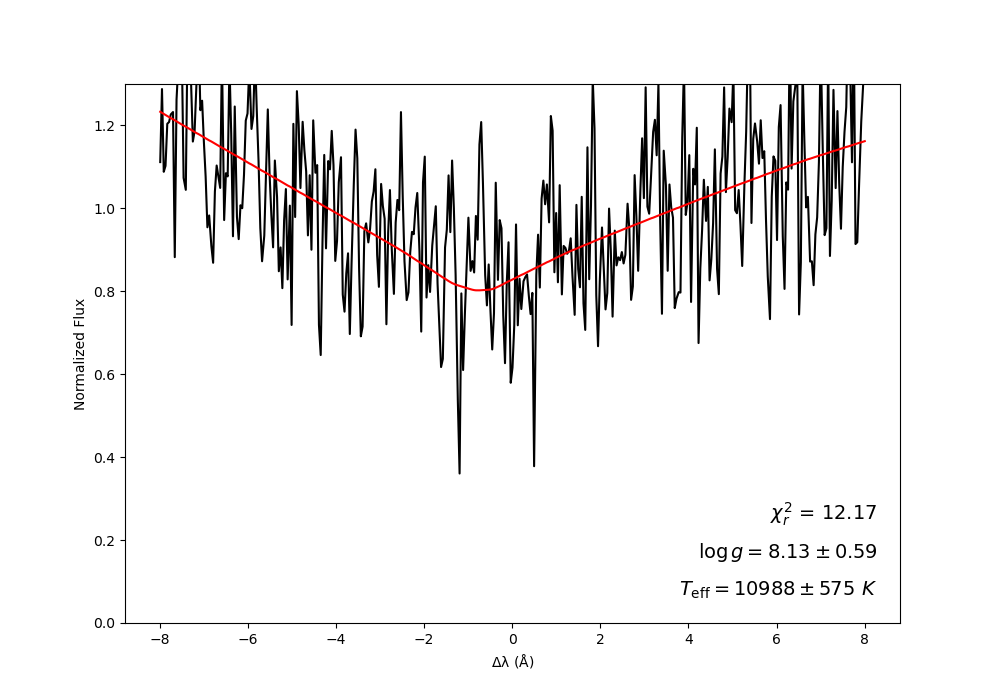 1.2
1.0
0.8
0.6
0.4
0.2
0.0
Normalized Flux
χ²ᵣ = 12.17
log g = 8.13 ± 0.59
T_eff = 10988 ± 575 K
−8 −6 −4 −2 0 2 4 6 8
Δλ (Å)